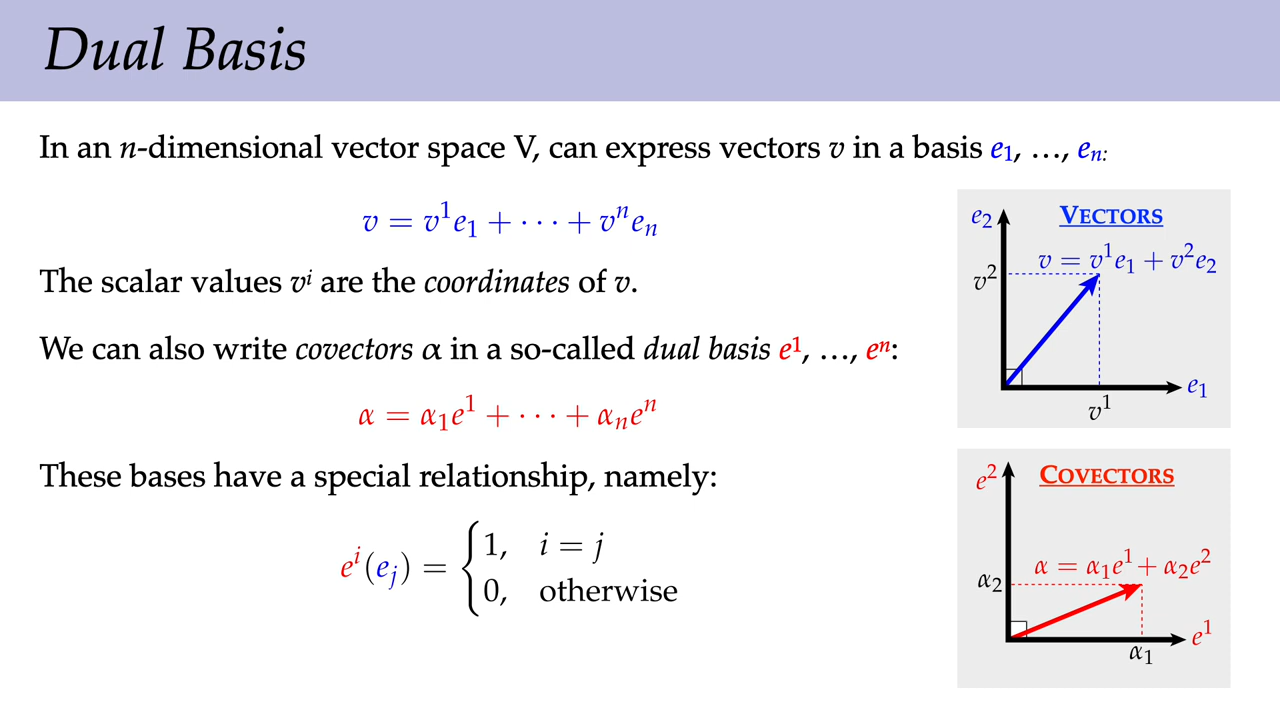 Dual Basis
In an n-dimensional vector space V, can express vectors v in a basis e₁, …, eₙ:
v = v¹e₁ + ··· + vⁿeₙ
The scalar values vⁱ are the coordinates of v.
We can also write covectors α in a so-called dual basis e¹, …, eⁿ:
α = α₁e¹ + ··· + αₙeⁿ
These bases have a special relationship, namely:
eⁱ(eⱼ) = { 1, i = j
0, otherwise
e₂ VECTORS
v = v¹e₁ + v²e₂
v²
e₁
v¹
e² COVECTORS
α = α₁e¹ + α₂e²
α₂
e¹
α₁